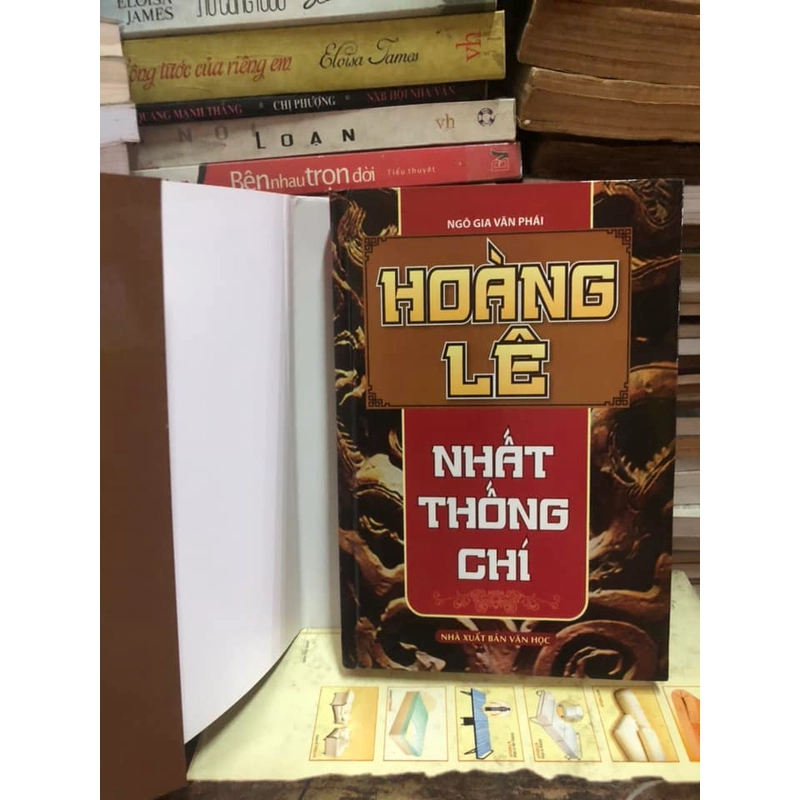 ELOISA
JAMES
ông tước của riêng em
Eloisa James
vh
QUANG MẠNH THẮNG * CHỊ PHƯỢNG * NXB HỘI NHÀ VĂN
NỔI LOẠN
vh
Bên nhau trọn đời
Tiểu thuyết
NGÔ GIA VĂN PHÁI
HOÀNG
LÊ
NHẤT
THỐNG
CHÍ
NHÀ XUẤT BẢN VĂN HỌC